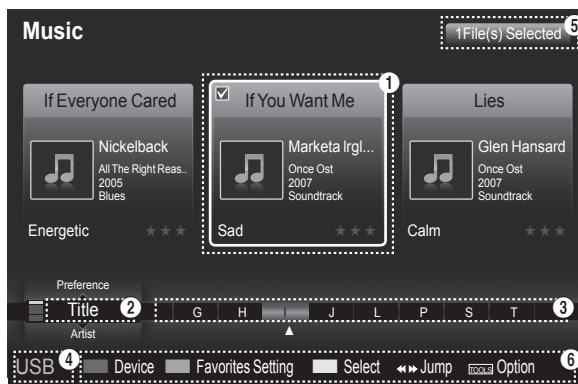 Music
1File(s) Selected
5
1
If Everyone Cared
If You Want Me
Lies
Nickelback
All The Right Reas..
2005
Blues
Marketa Irgl...
Once Ost
2007
Soundtrack
Glen Hansard
Once Ost
2007
Soundtrack
Energetic ★★★
Sad ★★★
Calm ★★★
Preference
Title 2
G H I J L P S T 3
Artist
USB 4 Device Favorites Setting Select ◀◀ ▶▶ Jump TOOLS Option 6